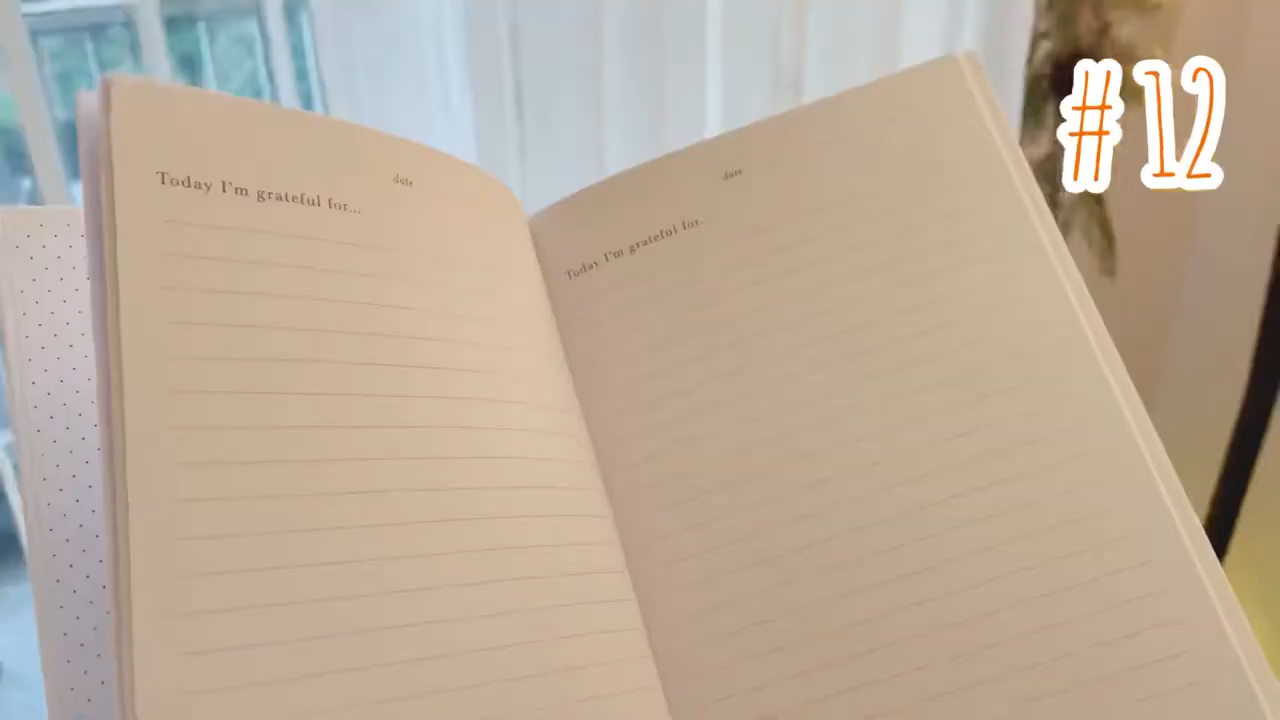 #12
date
Today I'm grateful for...
date
Today I'm grateful for..